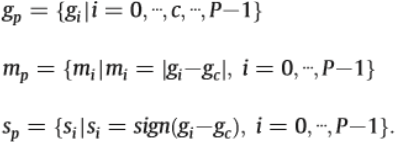 g_p = {g_i|i = 0, ···, c, ···, P−1}
m_p = {m_i|m_i = |g_i−g_c|, i = 0, ···, P−1}
s_p = {s_i|s_i = sign(g_i−g_c), i = 0, ···, P−1}.